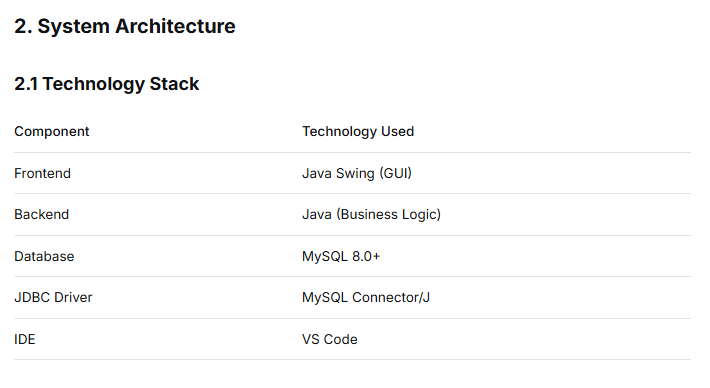 2. System Architecture
2.1 Technology Stack
Component Technology Used
Frontend Java Swing (GUI)
Backend Java (Business Logic)
Database MySQL 8.0+
JDBC Driver MySQL Connector/J
IDE VS Code